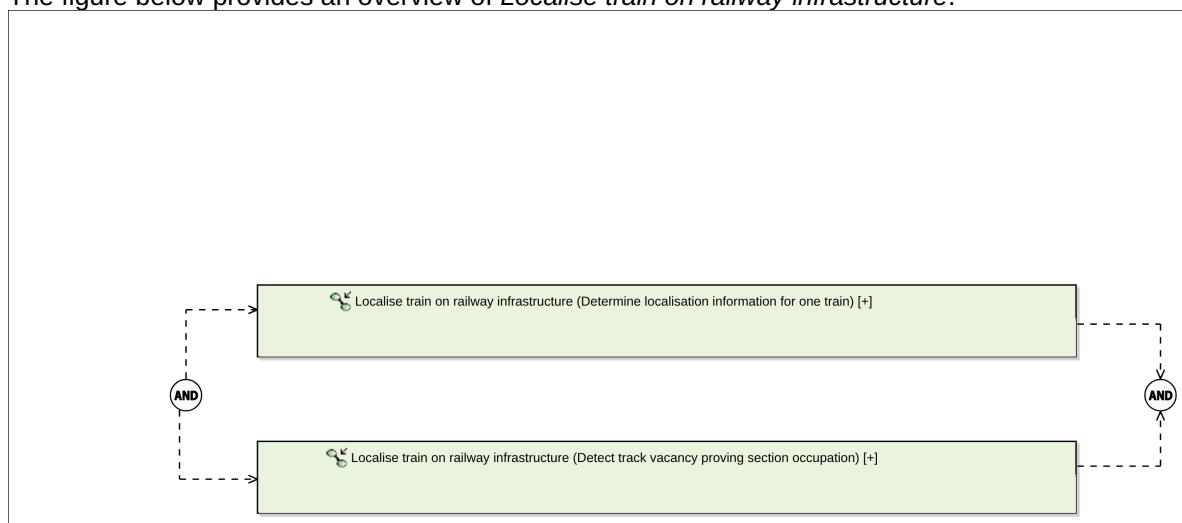 The figure below provides an overview of Localise train on railway infrastructure.
Localise train on railway infrastructure (Determine localisation information for one train) [+]
AND
AND
Localise train on railway infrastructure (Detect track vacancy proving section occupation) [+]